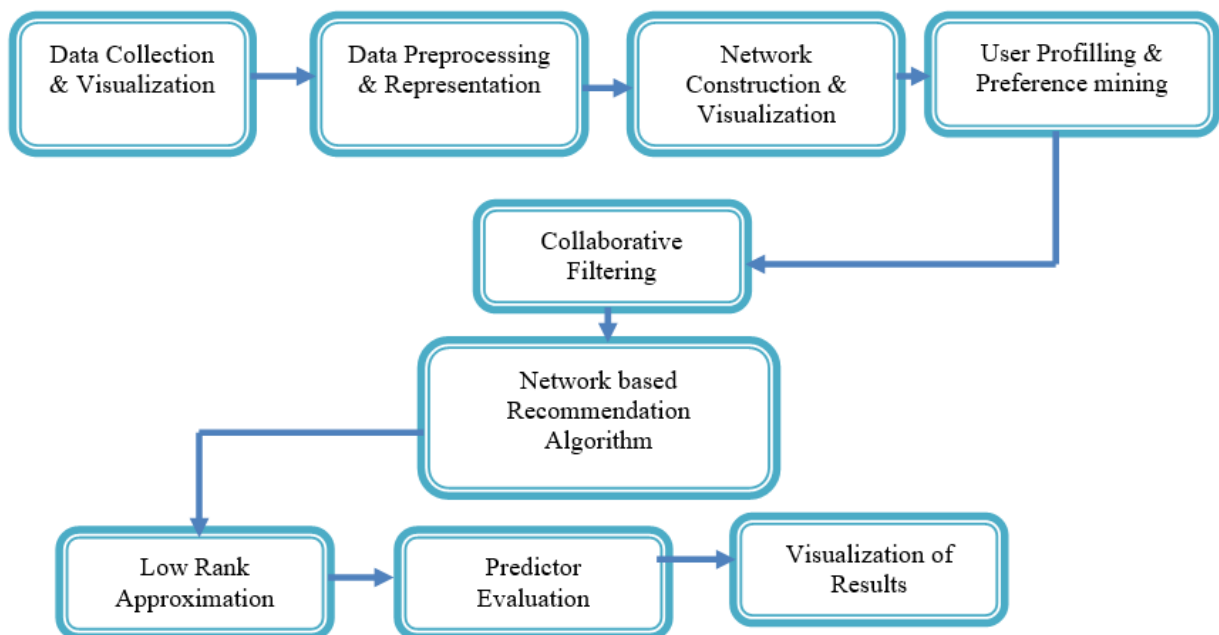 Data Collection
& Visualization
Data Preprocessing
& Representation
Network
Construction &
Visualization
User Profilling &
Preference mining
Collaborative
Filtering
Network based
Recommendation
Algorithm
Low Rank
Approximation
Predictor
Evaluation
Visualization of
Results